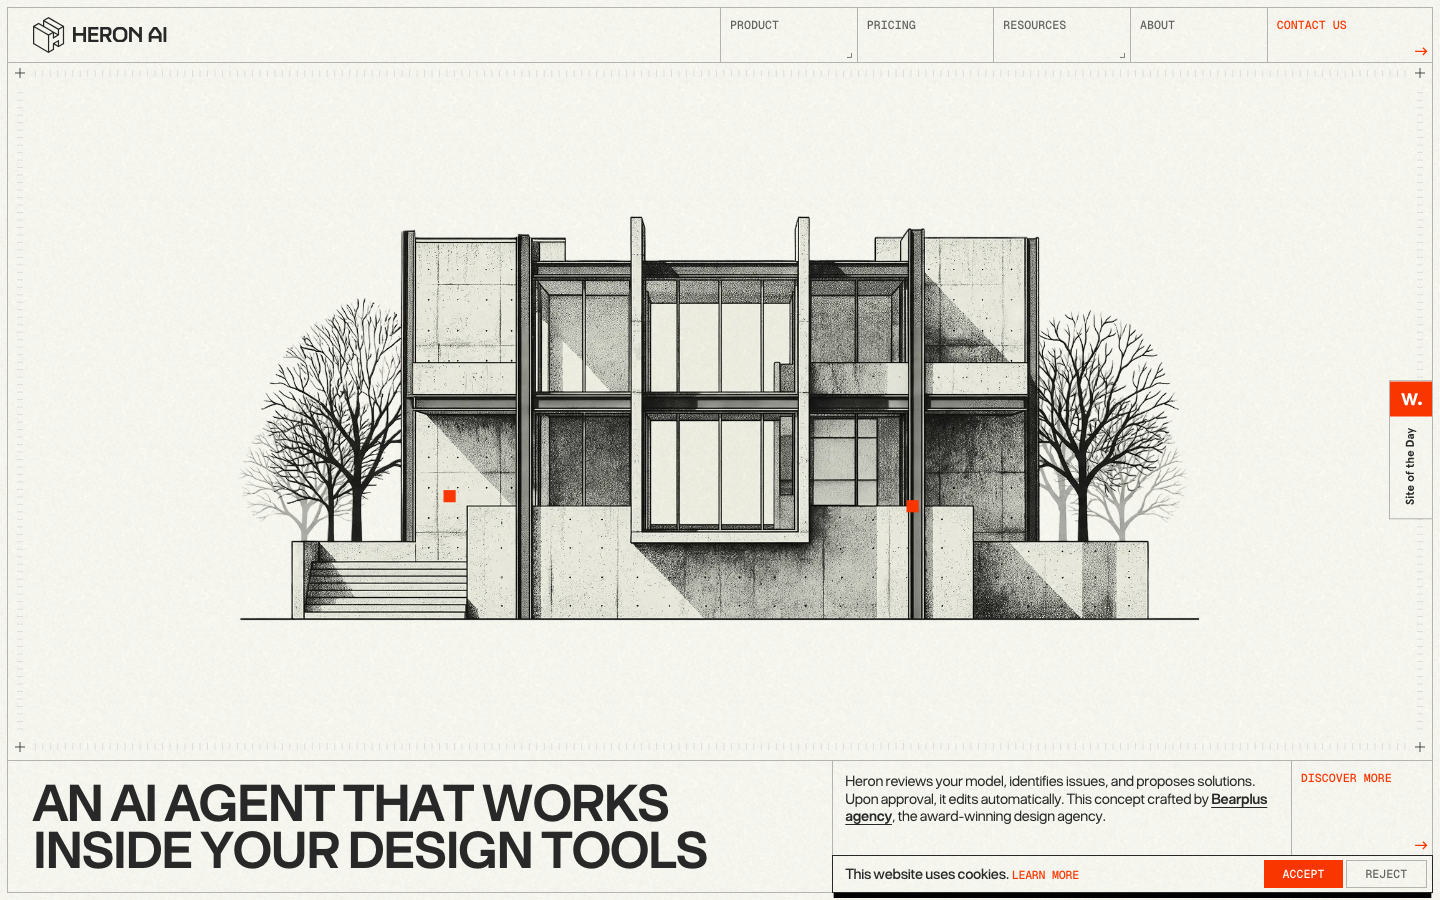 HERON AI
PRODUCT
PRICING
RESOURCES
ABOUT
CONTACT US
W.
Site of the Day
AN AI AGENT THAT WORKS
INSIDE YOUR DESIGN TOOLS
Heron reviews your model, identifies issues, and proposes solutions.
Upon approval, it edits automatically. This concept crafted by Bearplus
agency, the award-winning design agency.
DISCOVER MORE
This website uses cookies. LEARN MORE
ACCEPT
REJECT